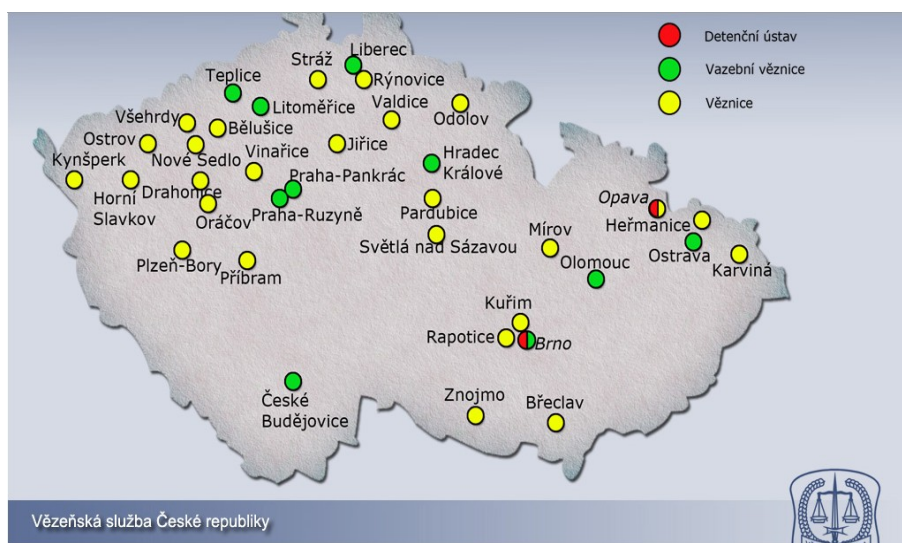 Detenční ústav
Vazební věznice
Věznice
Liberec
Stráž
Teplice
Rýnovice
Litoměřice
Valdice
Odolov
Všehrdy
Bělušice
Ostrov
Nové Sedlo
Vinařice
Jiřice
Kynšperk
Hradec
Králové
Praha-Pankrác
Horní
Slavkov
Drahonice
Oráčov
Praha-Ruzyně
Pardubice
Opava
Heřmanice
Mírov
Světlá nad Sázavou
Ostrava
Karviná
Plzeň-Bory
Příbram
Olomouc
Kuřim
Rapotice
Brno
České
Budějovice
Znojmo
Břeclav
Vězeňská služba České republiky